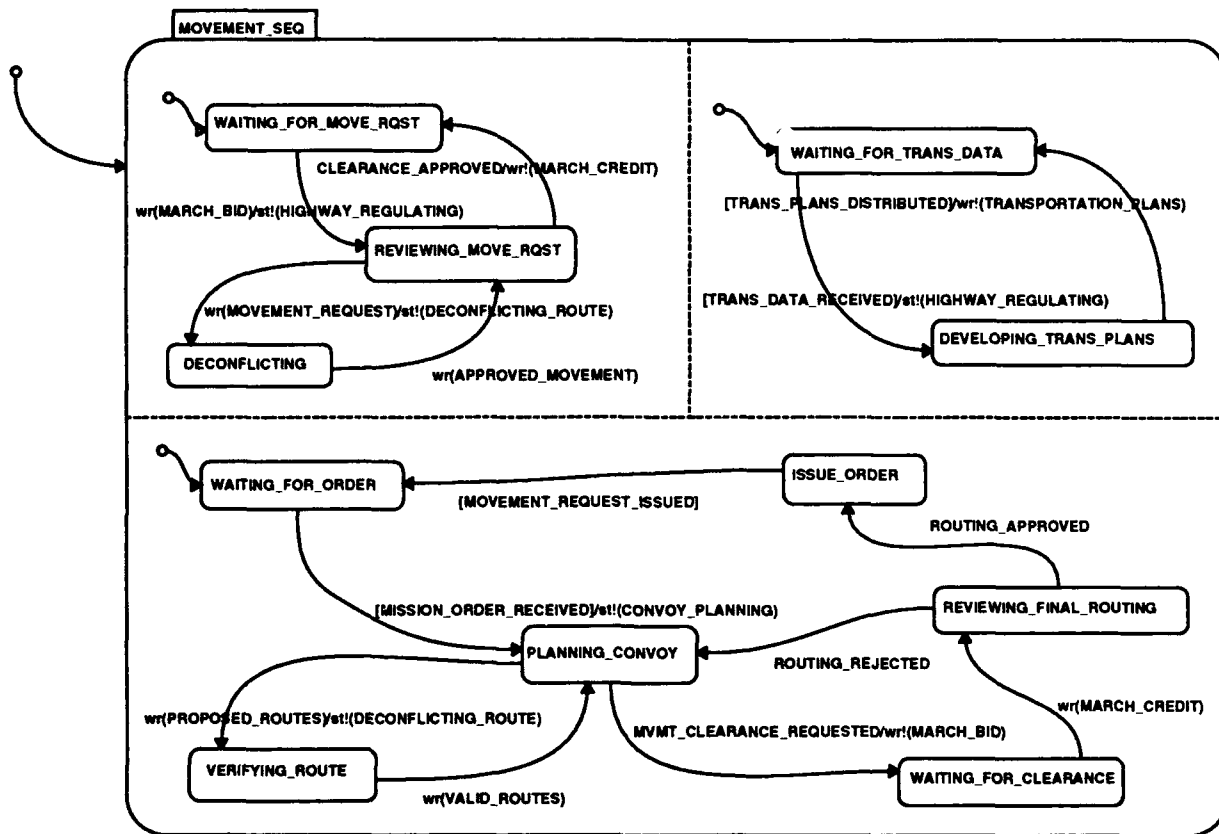 MOVEMENT_SEQ
WAITING_FOR_MOVE_RQST
CLEARANCE_APPROVED/wr!(MARCH_CREDIT)
wr(MARCH_BID)/st!(HIGHWAY_REGULATING)
REVIEWING_MOVE_RQST
wr(MOVEMENT_REQUEST)/st!(DECONFLICTING_ROUTE)
DECONFLICTING
wr(APPROVED_MOVEMENT)
WAITING_FOR_TRANS_DATA
[TRANS_PLANS_DISTRIBUTED]/wr!(TRANSPORTATION_PLANS)
[TRANS_DATA_RECEIVED]/st!(HIGHWAY_REGULATING)
DEVELOPING_TRANS_PLANS
WAITING_FOR_ORDER
ISSUE_ORDER
[MOVEMENT_REQUEST_ISSUED]
ROUTING_APPROVED
[MISSION_ORDER_RECEIVED]/st!(CONVOY_PLANNING)
REVIEWING_FINAL_ROUTING
PLANNING_CONVOY
ROUTING_REJECTED
wr(PROPOSED_ROUTES)/st!(DECONFLICTING_ROUTE)
wr(MARCH_CREDIT)
MVMT_CLEARANCE_REQUESTED/wr!(MARCH_BID)
VERIFYING_ROUTE
WAITING_FOR_CLEARANCE
wr(VALID_ROUTES)